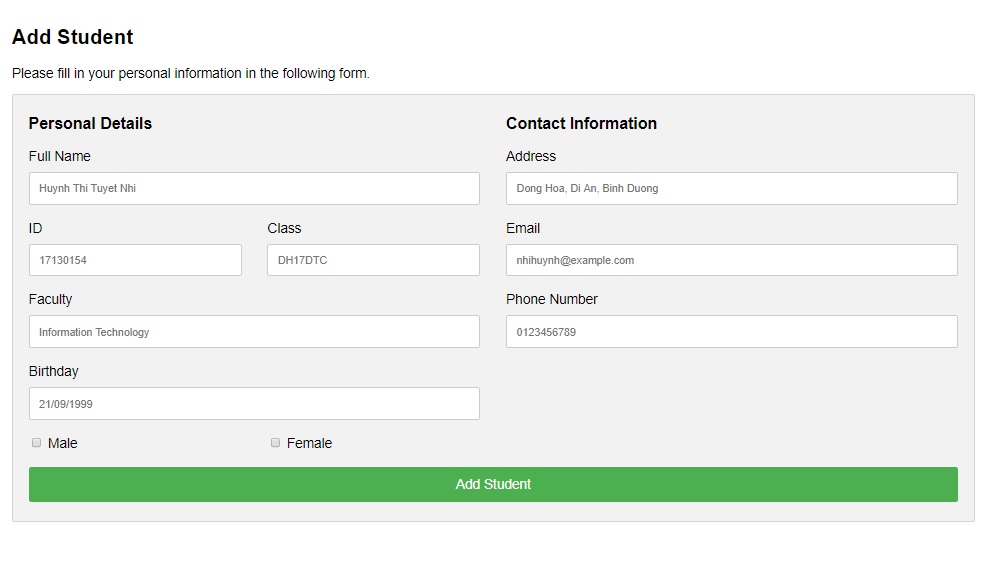 Add Student
Please fill in your personal information in the following form.
Personal Details
Full Name
Huynh Thi Tuyet Nhi
ID Class
17130154 DH17DTC
Faculty
Information Technology
Birthday
21/09/1999
Male Female
Contact Information
Address
Dong Hoa, Di An, Binh Duong
Email
nhihuynh@example.com
Phone Number
0123456789
Add Student